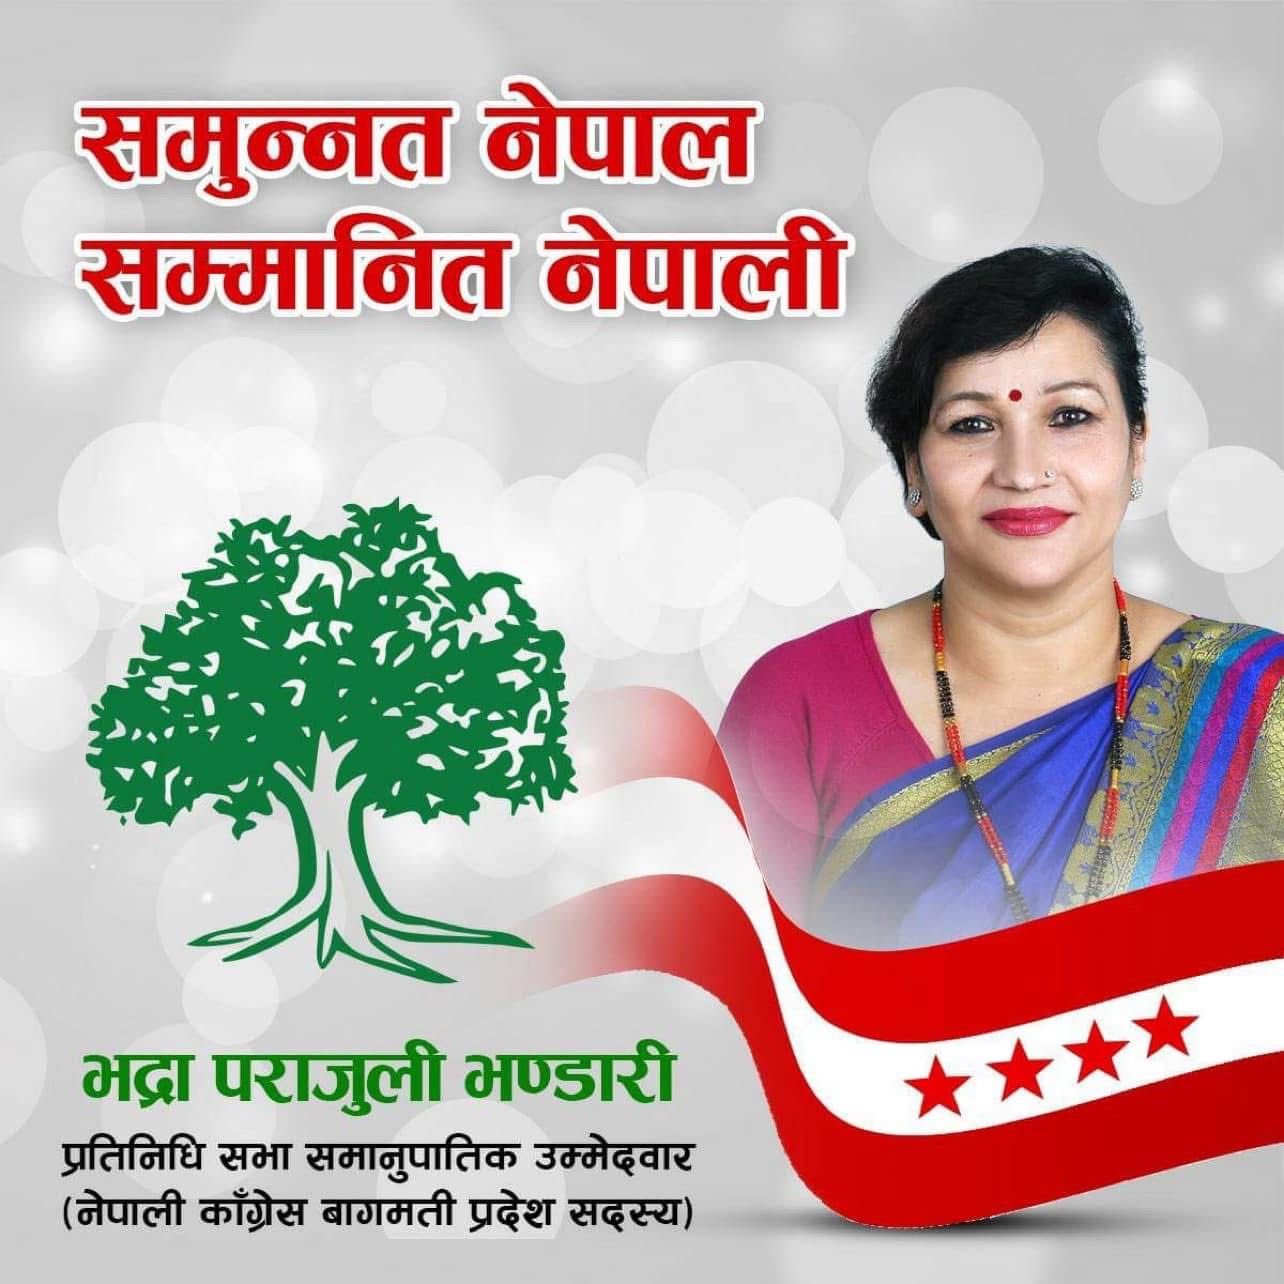 समुन्नत नेपाल
सम्मानित नेपाली
भद्रा पराजुली भण्डारी
प्रतिनिधि सभा समानुपातिक उम्मेदवार
(नेपाली काँग्रेस बागमती प्रदेश सदस्य)